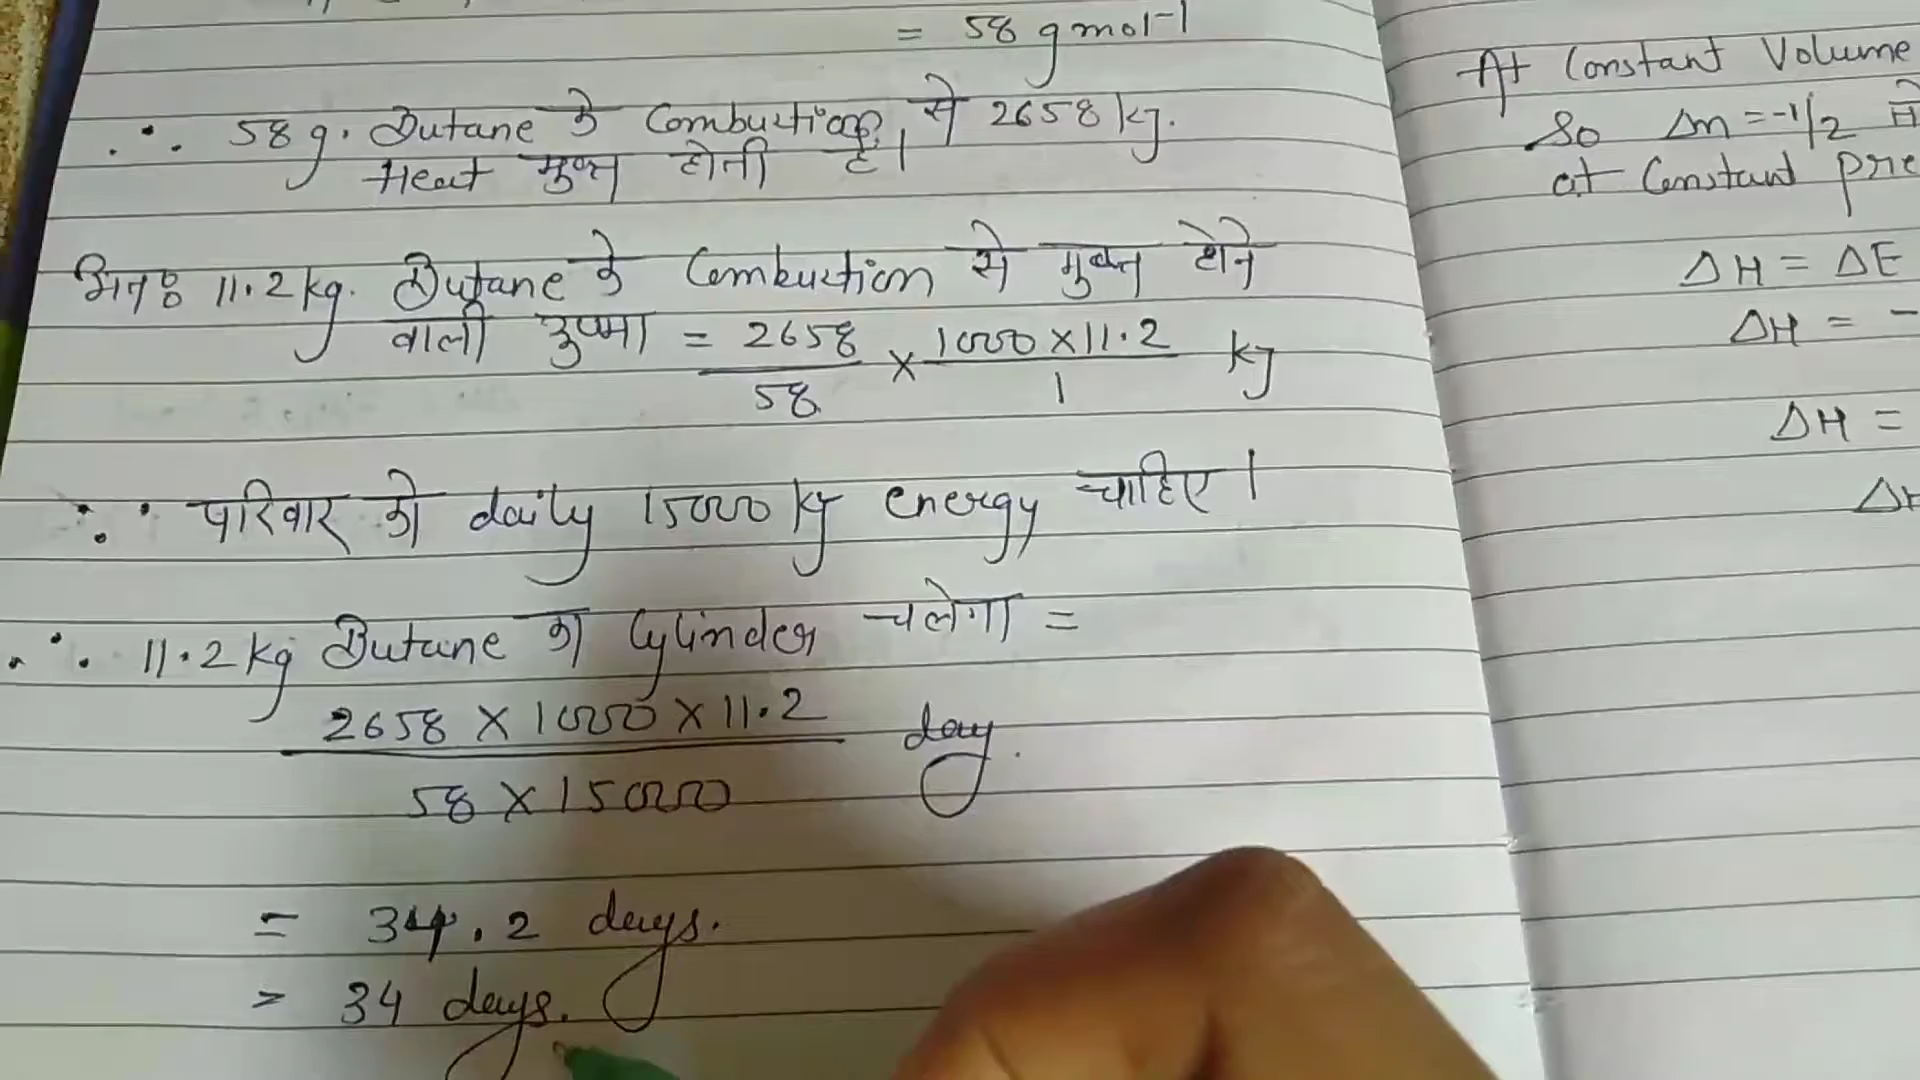 = 58 g mol-1
∴ 58 g. Butane के Combustion से 2658 kJ.
Heat मुक्त होती है।
अतः 11.2 kg. Butane के Combustion से मुक्त होने
वाली ऊष्मा = 2658/58 × 1000 × 11.2/1 kJ
∵ परिवार को daily 15000 kJ energy चाहिए।
∴ 11.2 kg Butane का Cylinder चलेगा =
2658 × 1000 × 11.2
58 × 15000 day.
= 34.2 days.
= 34 days.
At Constant Volume
So Δn = -1/2
at Constant pre
ΔH = ΔE
ΔH = -
ΔH =
ΔH